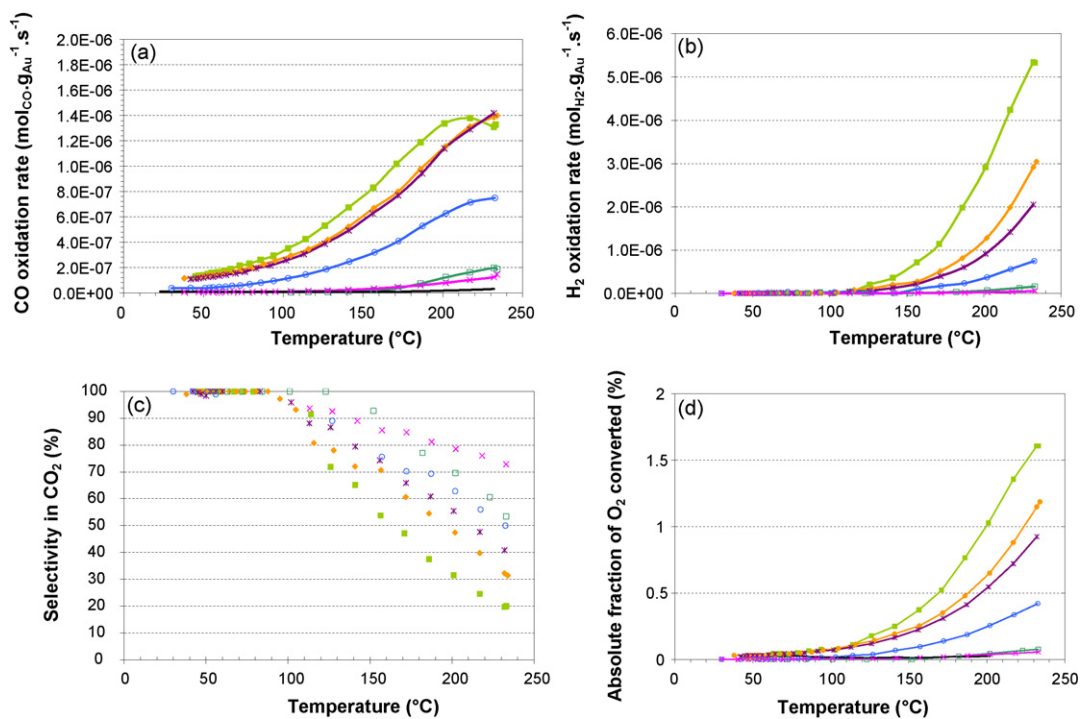 (a)
CO oxidation rate (molCO.gAu-1.s-1)
2.0E-06
1.8E-06
1.6E-06
1.4E-06
1.2E-06
1.0E-06
8.0E-07
6.0E-07
4.0E-07
2.0E-07
0.0E+00
0 50 100 150 200 250
Temperature (°C)
(b)
H2 oxidation rate (molH2.gAu-1.s-1)
6.0E-06
5.0E-06
4.0E-06
3.0E-06
2.0E-06
1.0E-06
0.0E+00
0 50 100 150 200 250
Temperature (°C)
(c)
Selectivity in CO2 (%)
100
90
80
70
60
50
40
30
20
10
0
0 50 100 150 200 250
Temperature (°C)
(d)
Absolute fraction of O2 converted (%)
2
1.5
1
0.5
0
0 50 100 150 200 250
Temperature (°C)